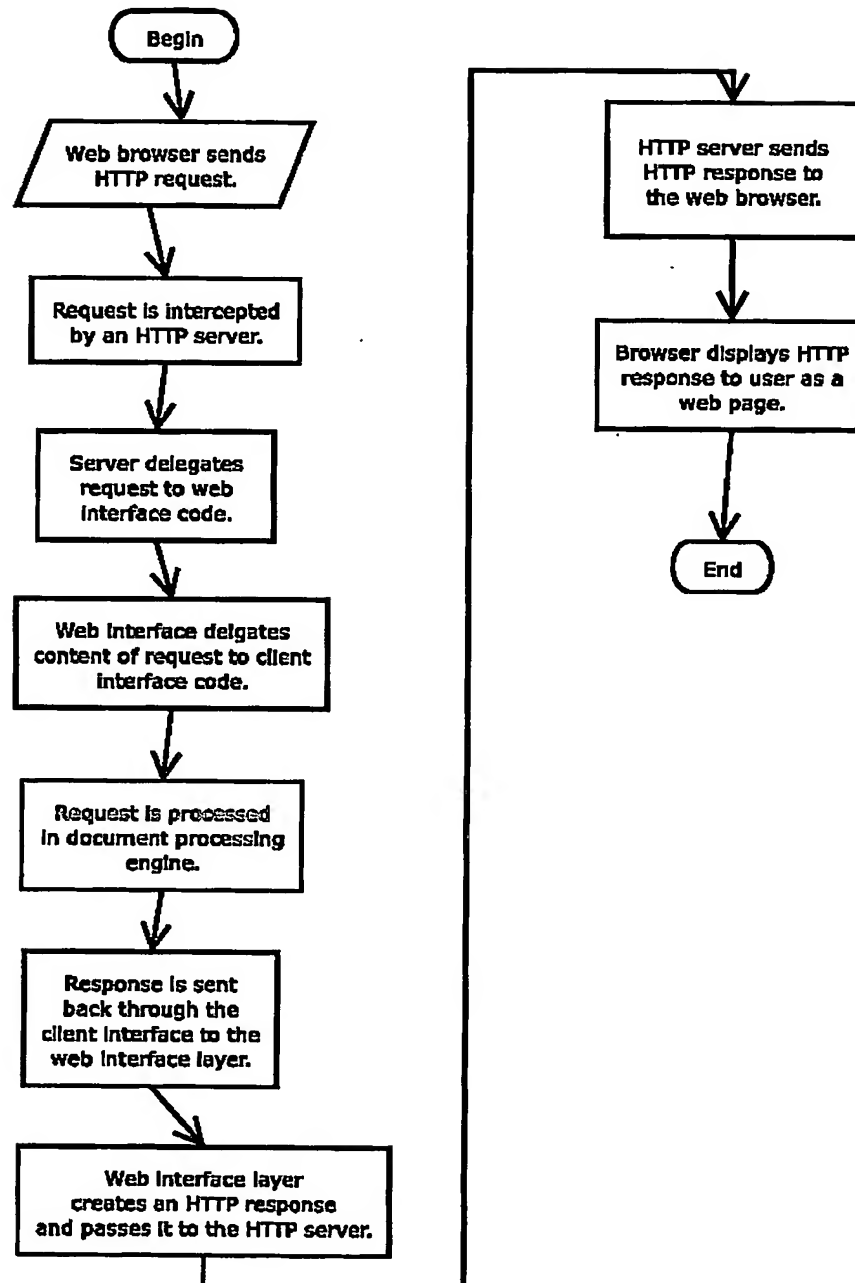 Begin
Web browser sends
HTTP request.
Request is intercepted
by an HTTP server.
Server delegates
request to web
interface code.
Web interface delgates
content of request to client
interface code.
Request is processed
in document processing
engine.
Response is sent
back through the
client interface to the
web interface layer.
Web interface layer
creates an HTTP response
and passes it to the HTTP server.
HTTP server sends
HTTP response to
the web browser.
Browser displays HTTP
response to user as a
web page.
End